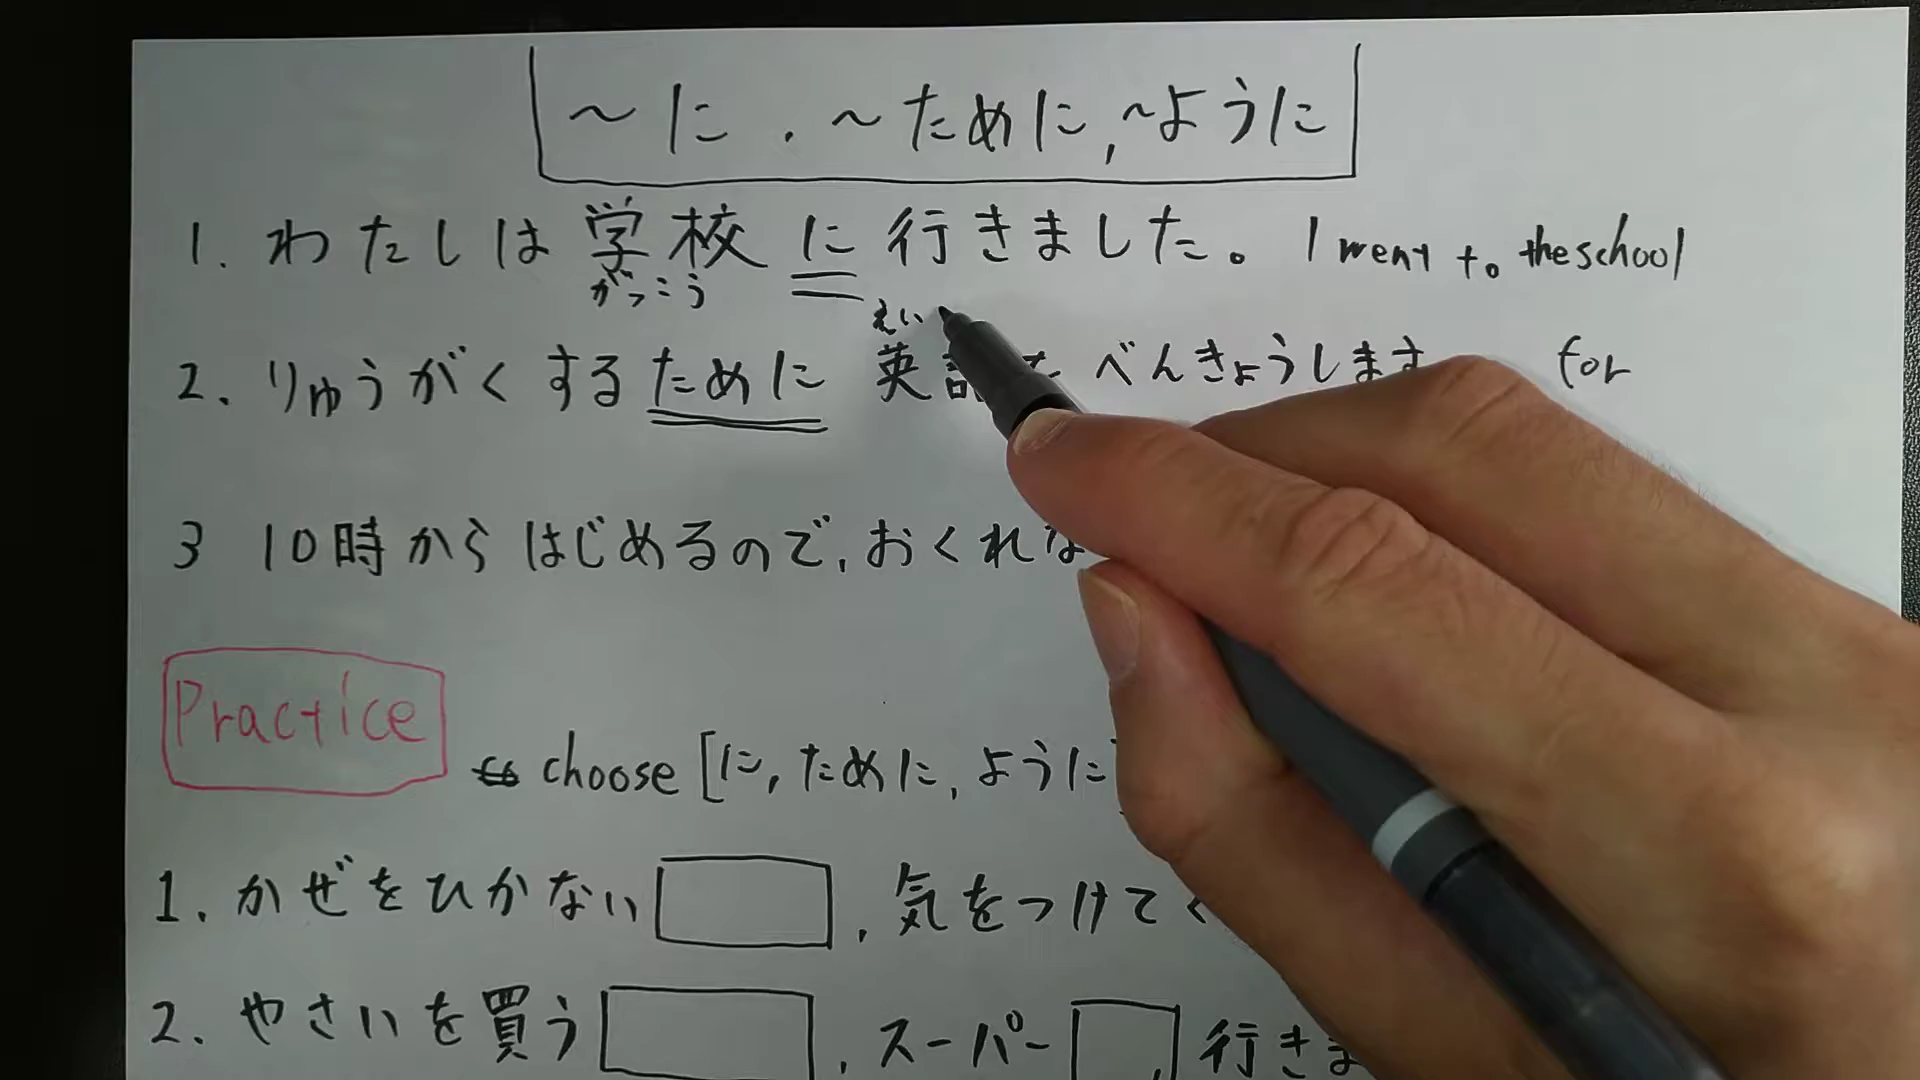 ～に．～ために，～ように
1. わたしは学校に行きました。 I went to the school
がっこう
えい
2. りゅうがくするために 英語を べんきょうします for
3 10時からはじめるので，おくれな
Practice
choose [に，ために，ように]
1. かぜをひかない ，気をつけてく
2. やさいを買う ，スーパー 行きま